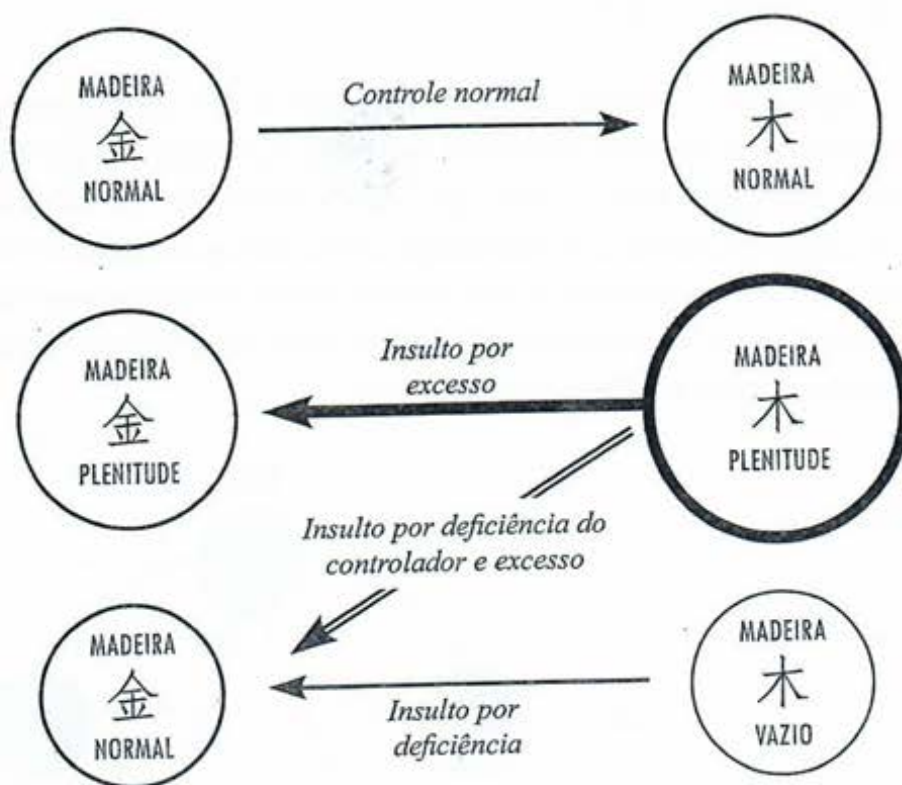 MADEIRA
金
NORMAL
Controle normal
MADEIRA
木
NORMAL
MADEIRA
金
PLENITUDE
Insulto por
excesso
MADEIRA
木
PLENITUDE
Insulto por deficiência do
controlador e excesso
MADEIRA
金
NORMAL
Insulto por
deficiência
MADEIRA
木
VAZIO